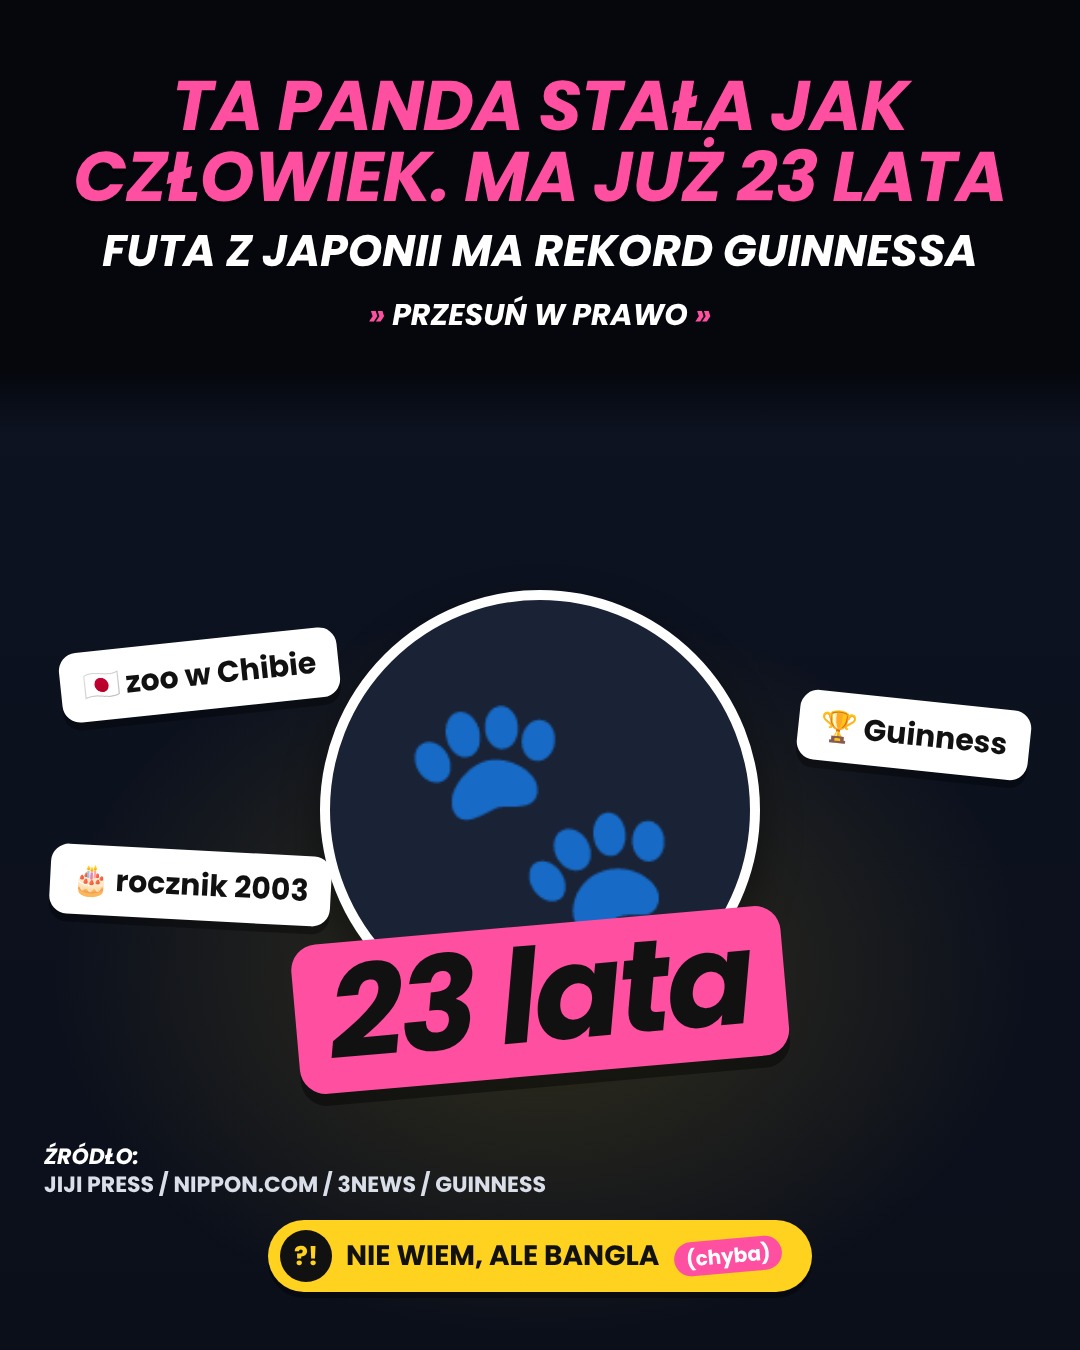 TA PANDA STAŁA JAK
CZŁOWIEK. MA JUŻ 23 LATA
FUTA Z JAPONII MA REKORD GUINNESSA
» PRZESUŃ W PRAWO »
zoo w Chibie
Guinness
rocznik 2003
23 lata
ŹRÓDŁO:
JIJI PRESS / NIPPON.COM / 3NEWS / GUINNESS
?! NIE WIEM, ALE BANGLA (chyba)